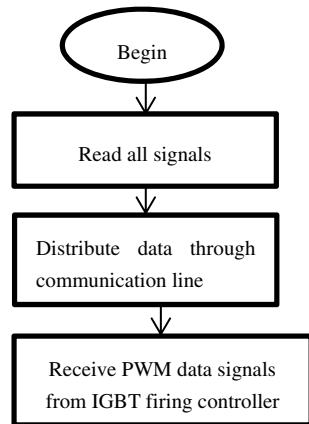 Begin
Read all signals
Distribute data through
communication line
Receive PWM data signals
from IGBT firing controller